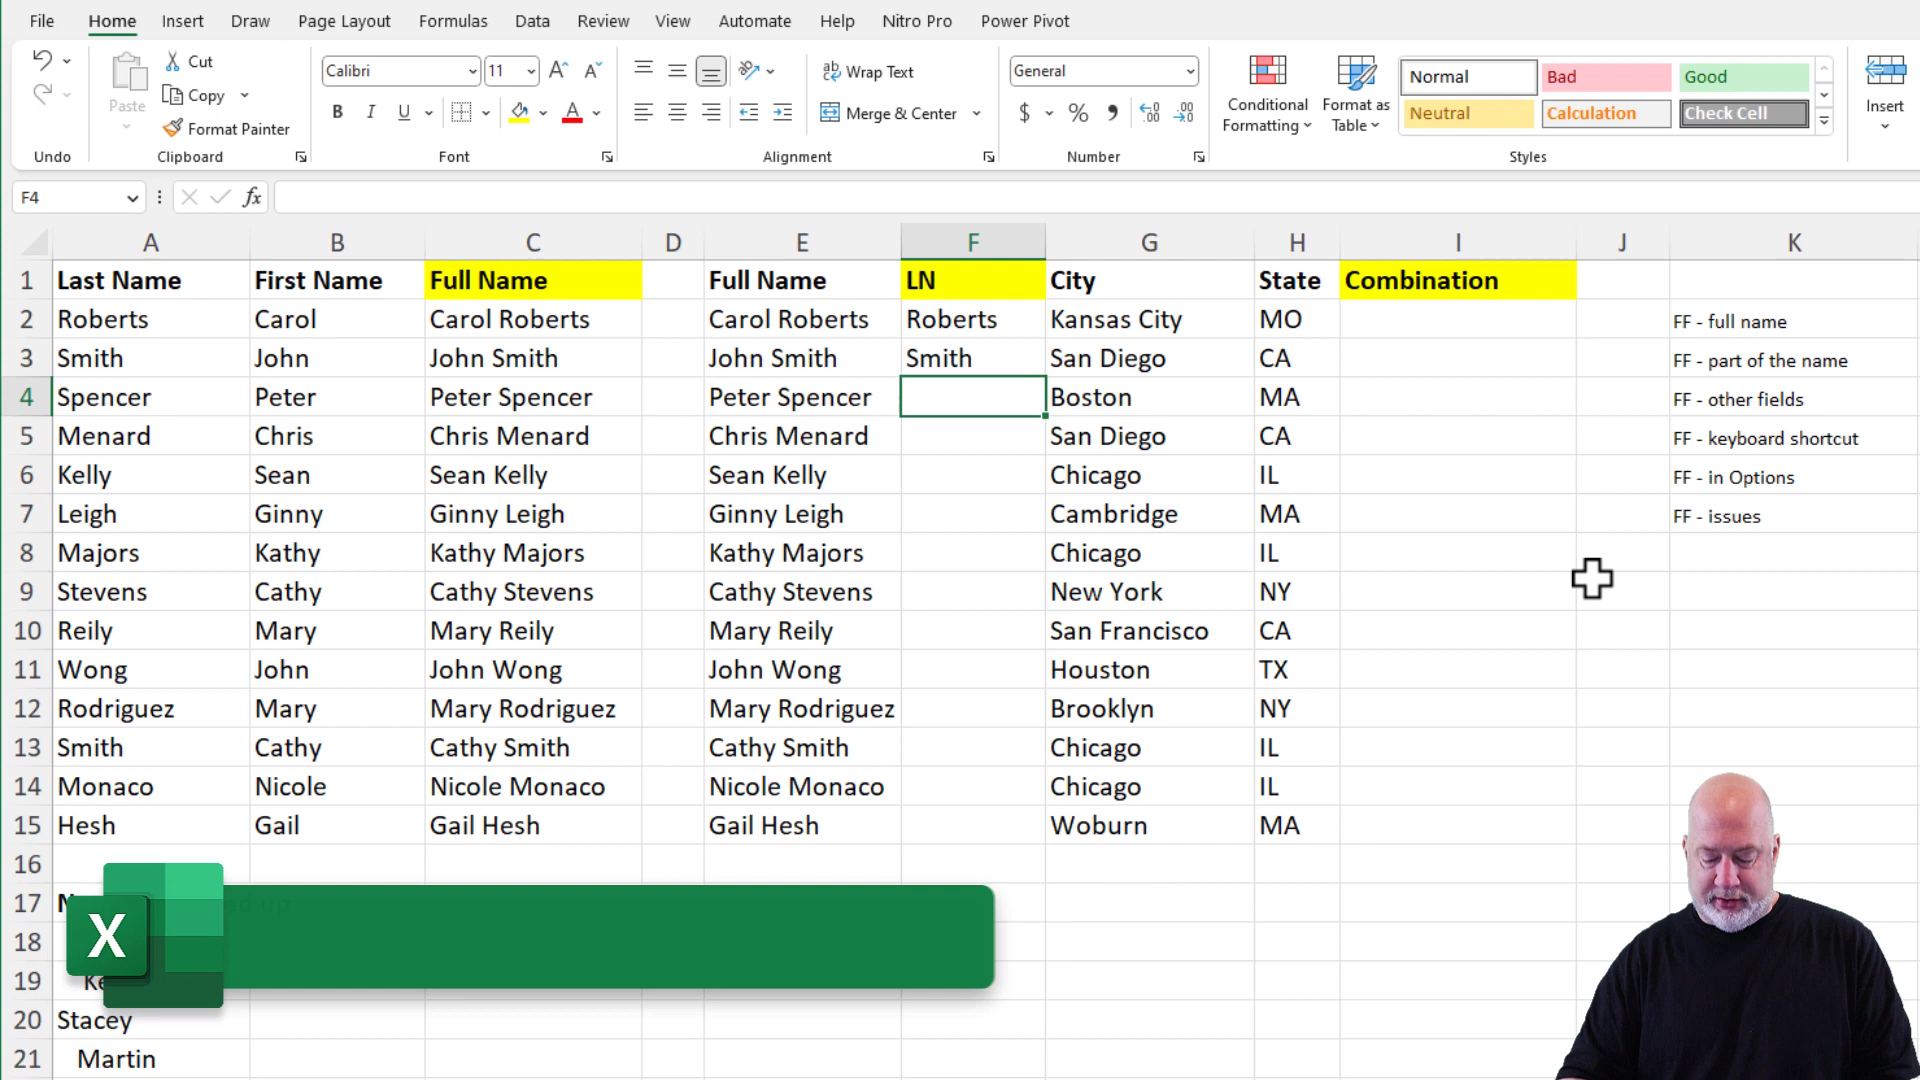 File Home Insert Draw Page Layout Formulas Data Review View Automate Help Nitro Pro Power Pivot
Cut
Copy
Format Painter
Paste
Calibri 11
B I U A
Wrap Text
Merge & Center
General
$ %
Conditional Formatting
Format as Table
Normal Bad Good
Neutral Calculation Check Cell
Insert
Undo Clipboard Font Alignment Number Styles
F4 fx
A B C D E F G H I J K
1 Last Name First Name Full Name Full Name LN City State Combination
2 Roberts Carol Carol Roberts Carol Roberts Roberts Kansas City MO FF - full name
3 Smith John John Smith John Smith Smith San Diego CA FF - part of the name
4 Spencer Peter Peter Spencer Peter Spencer Boston MA FF - other fields
5 Menard Chris Chris Menard Chris Menard San Diego CA FF - keyboard shortcut
6 Kelly Sean Sean Kelly Sean Kelly Chicago IL FF - in Options
7 Leigh Ginny Ginny Leigh Ginny Leigh Cambridge MA FF - issues
8 Majors Kathy Kathy Majors Kathy Majors Chicago IL
9 Stevens Cathy Cathy Stevens Cathy Stevens New York NY
10 Reily Mary Mary Reily Mary Reily San Francisco CA
11 Wong John John Wong John Wong Houston TX
12 Rodriguez Mary Mary Rodriguez Mary Rodriguez Brooklyn NY
13 Smith Cathy Cathy Smith Cathy Smith Chicago IL
14 Monaco Nicole Nicole Monaco Nicole Monaco Chicago IL
15 Hesh Gail Gail Hesh Gail Hesh Woburn MA
16
17
18
X
19
20 Stacey
21 Martin